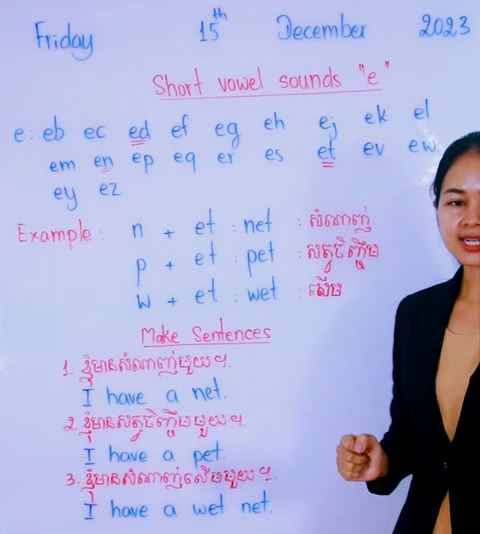 Friday 15th December 2023
Short vowel sounds "e"
e : eb ec ed ef eg eh ej ek el
em en ep eq er es et ev ew
ey ez
Example : n + et : net : សំណាញ់
p + et : pet : សត្វចិញ្ចឹម
w + et : wet : សើម
Make Sentences
1. ខ្ញុំមានសំណាញ់មួយ។
I have a net.
2. ខ្ញុំមានសត្វចិញ្ចឹមមួយ។
I have a pet.
3. ខ្ញុំមានសំណាញ់សើមមួយ។
I have a wet net.